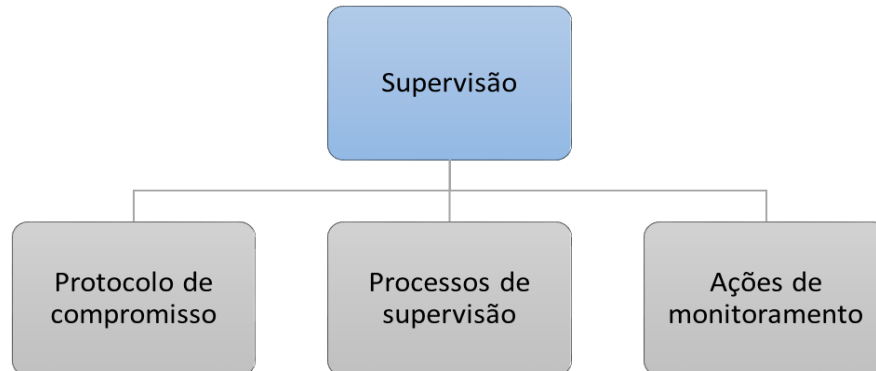 Supervisão
Protocolo de
compromisso
Processos de
supervisão
Ações de
monitoramento